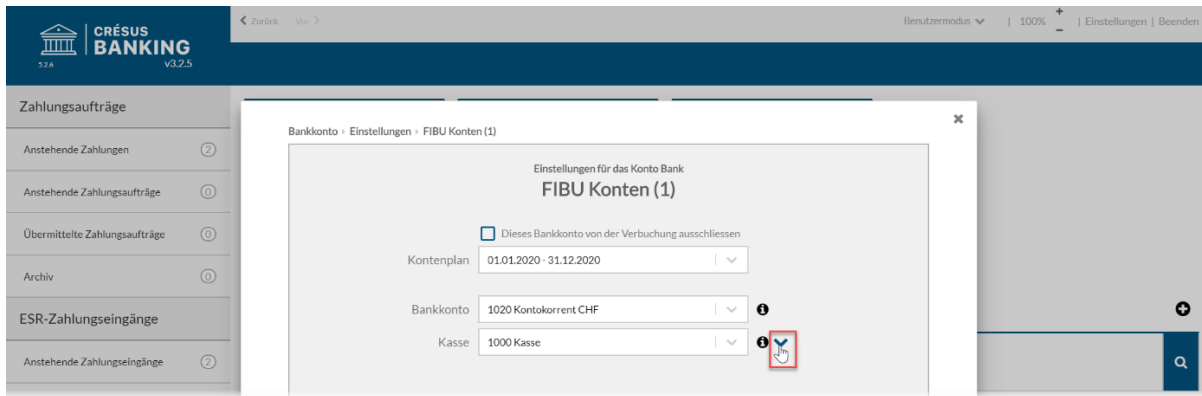 CRÉSUS
BANKING
5.2.6 v3.2.5
Zurück Vor
Benutzermodus | 100% + - | Einstellungen | Beenden
Zahlungsaufträge
Anstehende Zahlungen 2
Anstehende Zahlungsaufträge 0
Übermittelte Zahlungsaufträge 0
Archiv 0
ESR-Zahlungseingänge
Anstehende Zahlungseingänge 2
Bankkonto › Einstellungen › FIBU Konten (1)
Einstellungen für das Konto Bank
FIBU Konten (1)
Dieses Bankkonto von der Verbuchung ausschliessen
Kontenplan 01.01.2020 - 31.12.2020
Bankkonto 1020 Kontokorrent CHF
Kasse 1000 Kasse